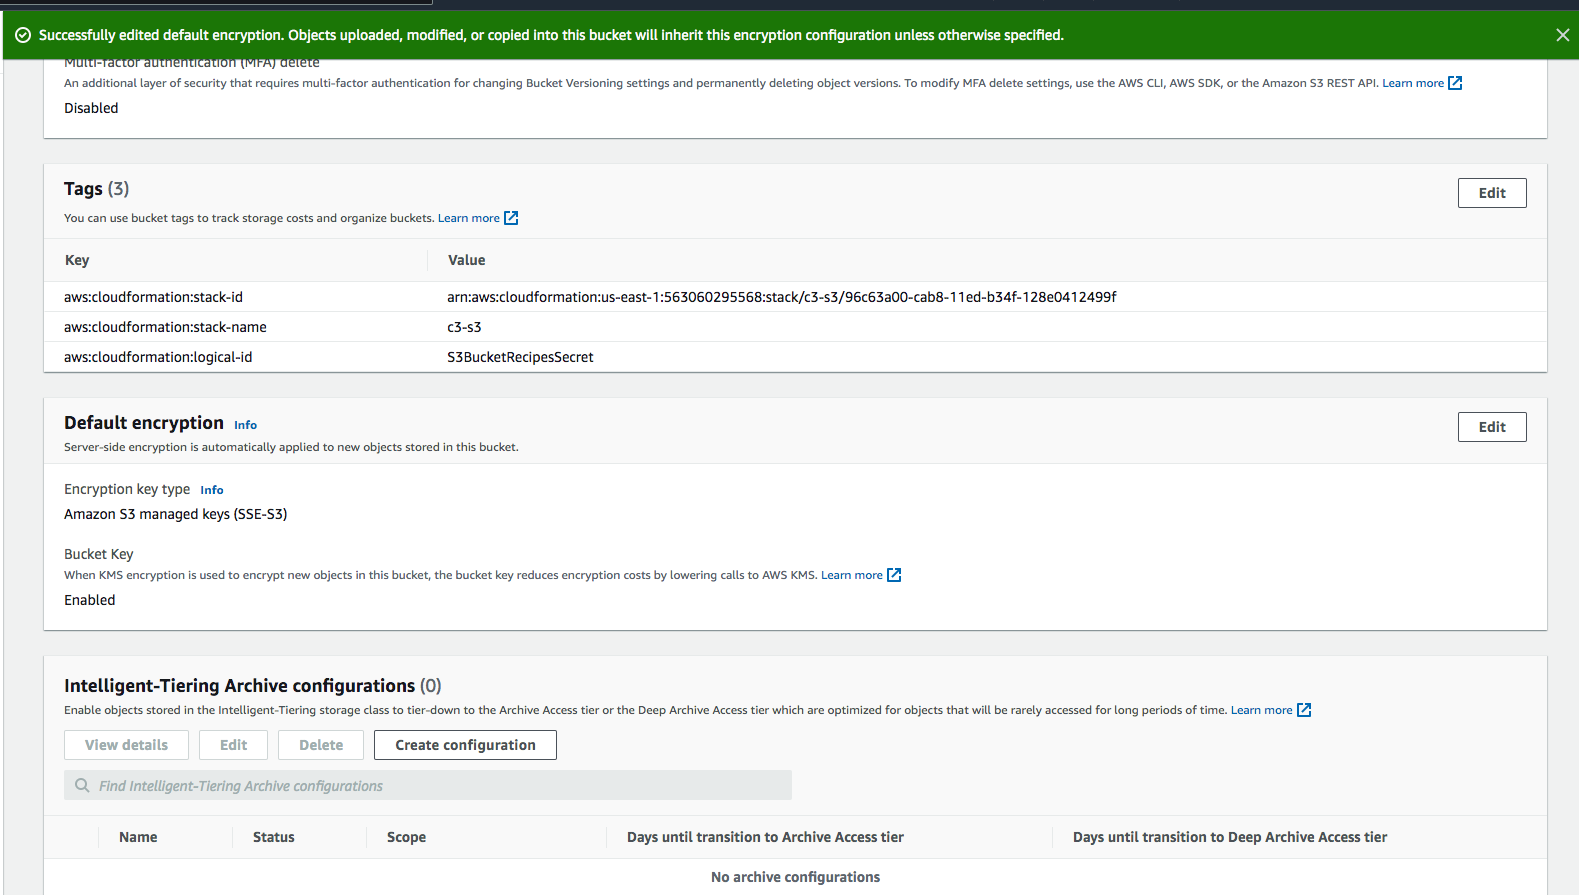 Successfully edited default encryption. Objects uploaded, modified, or copied into this bucket will inherit this encryption configuration unless otherwise specified.
Multi-factor authentication (MFA) delete
An additional layer of security that requires multi-factor authentication for changing Bucket Versioning settings and permanently deleting object versions. To modify MFA delete settings, use the AWS CLI, AWS SDK, or the Amazon S3 REST API. Learn more
Disabled
Tags (3)
Edit
You can use bucket tags to track storage costs and organize buckets. Learn more
Key Value
aws:cloudformation:stack-id arn:aws:cloudformation:us-east-1:563060295568:stack/c3-s3/96c63a00-cab8-11ed-b34f-128e0412499f
aws:cloudformation:stack-name c3-s3
aws:cloudformation:logical-id S3BucketRecipesSecret
Default encryption Info
Edit
Server-side encryption is automatically applied to new objects stored in this bucket.
Encryption key type Info
Amazon S3 managed keys (SSE-S3)
Bucket Key
When KMS encryption is used to encrypt new objects in this bucket, the bucket key reduces encryption costs by lowering calls to AWS KMS. Learn more
Enabled
Intelligent-Tiering Archive configurations (0)
Enable objects stored in the Intelligent-Tiering storage class to tier-down to the Archive Access tier or the Deep Archive Access tier which are optimized for objects that will be rarely accessed for long periods of time. Learn more
View details Edit Delete Create configuration
Find Intelligent-Tiering Archive configurations
Name Status Scope Days until transition to Archive Access tier Days until transition to Deep Archive Access tier
No archive configurations